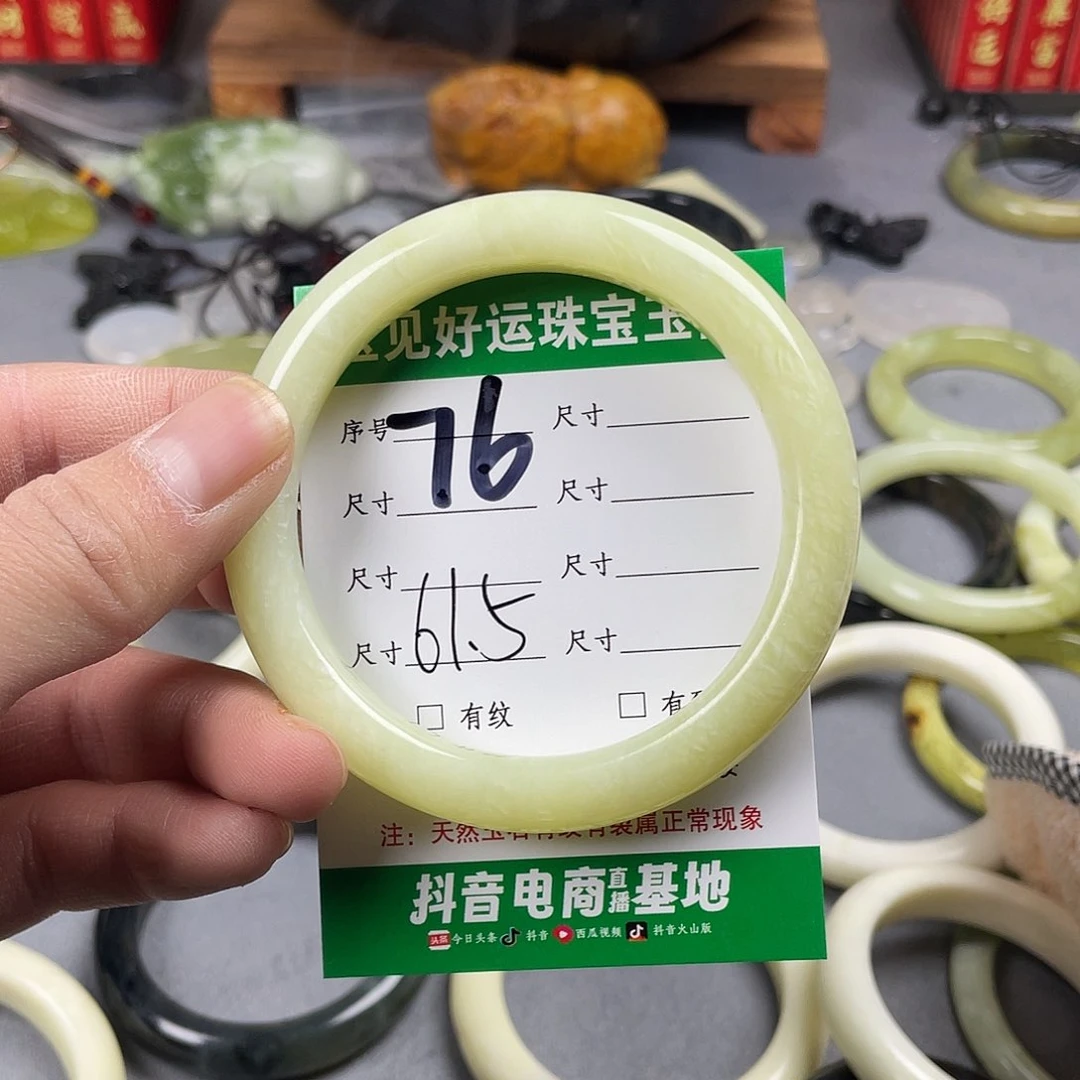 见好运珠宝玉
序号 76 尺寸
尺寸 尺寸
尺寸 尺寸
尺寸 61.5 尺寸
□ 有纹 □ 有
注：天然玉石有纹有裂属正常现象
抖音电商直播基地
头条 今日头条 抖音 西瓜视频 抖音火山版